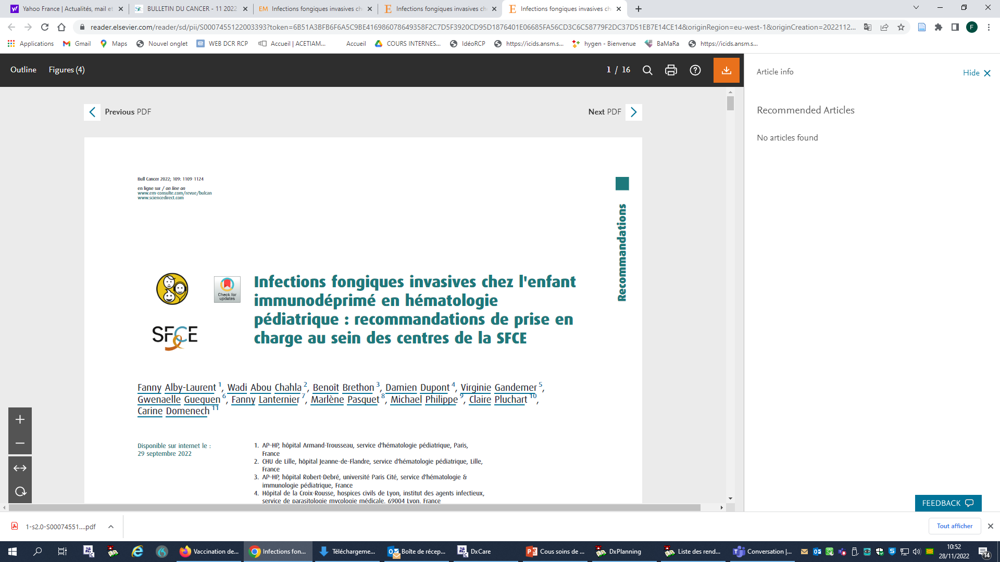 Yahoo France | Actualités, mail et
BULLETIN DU CANCER - 11 2022
EM Infections fongiques invasives ch
E Infections fongiques invasives ch
E Infections fongiques invasives ch
reader.elsevier.com/reader/sd/pii/S0007455122003393?token=6B51A3BFB6F6A5C9BE416986078649358F2C7D5F3920CD95D1876401E06685FA56CD3C6C58779F2DC37D51EB7E14CE14&originRegion=eu-west-1&originCreation=2022112...
F
Applications
Gmail
Maps
Nouvel onglet
WEB DCR RCP
Accueil | ACETIAM...
Accueil
COURS INTERNES...
IdéoRCP
https://icids.ansm.s...
hygen - Bienvenue
BaMaRa
https://icids.ansm.s...
Outline
Figures (4)
1 / 16
Article info
Hide
Previous PDF
Next PDF
Recommended Articles
No articles found
Bull Cancer 2022; 109: 1109-1124
en ligne sur / on line on
www.em-consulte.com/revue/bulcan
www.sciencedirect.com
Recommandations
Check for
updates
SFCE
Infections fongiques invasives chez l'enfant
immunodéprimé en hématologie
pédiatrique : recommandations de prise en
charge au sein des centres de la SFCE
Fanny Alby-Laurent 1, Wadi Abou Chahla 2, Benoît Brethon 3, Damien Dupont 4, Virginie Gandemer 5,
Gwenaelle Gueguen 6, Fanny Lanternier 7, Marlène Pasquet 8, Michael Philippe 9, Claire Pluchart 10,
Carine Domenech 11
Disponible sur internet le :
29 septembre 2022
1. AP–HP, hôpital Armand-Trousseau, service d'hématologie pédiatrique, Paris,
France
2. CHU de Lille, hôpital Jeanne-de-Flandre, service d'hématologie pédiatrique, Lille,
France
3. AP–HP, hôpital Robert-Debré, université Paris Cité, service d'hématologie &
immunologie pédiatrique, France
4. Hôpital de la Croix-Rousse, hospices civils de Lyon, institut des agents infectieux,
service de parasitologie mycologie médicale, 69004 Lyon, France
FEEDBACK
1-s2.0-S00074551....pdf
Tout afficher
Vaccination de...
Infections fon...
Téléchargeme...
Boîte de récep...
DxCare
Cous soins de ...
DxPlanning
Liste des rend...
Conversation |...
10:52
28/11/2022
14